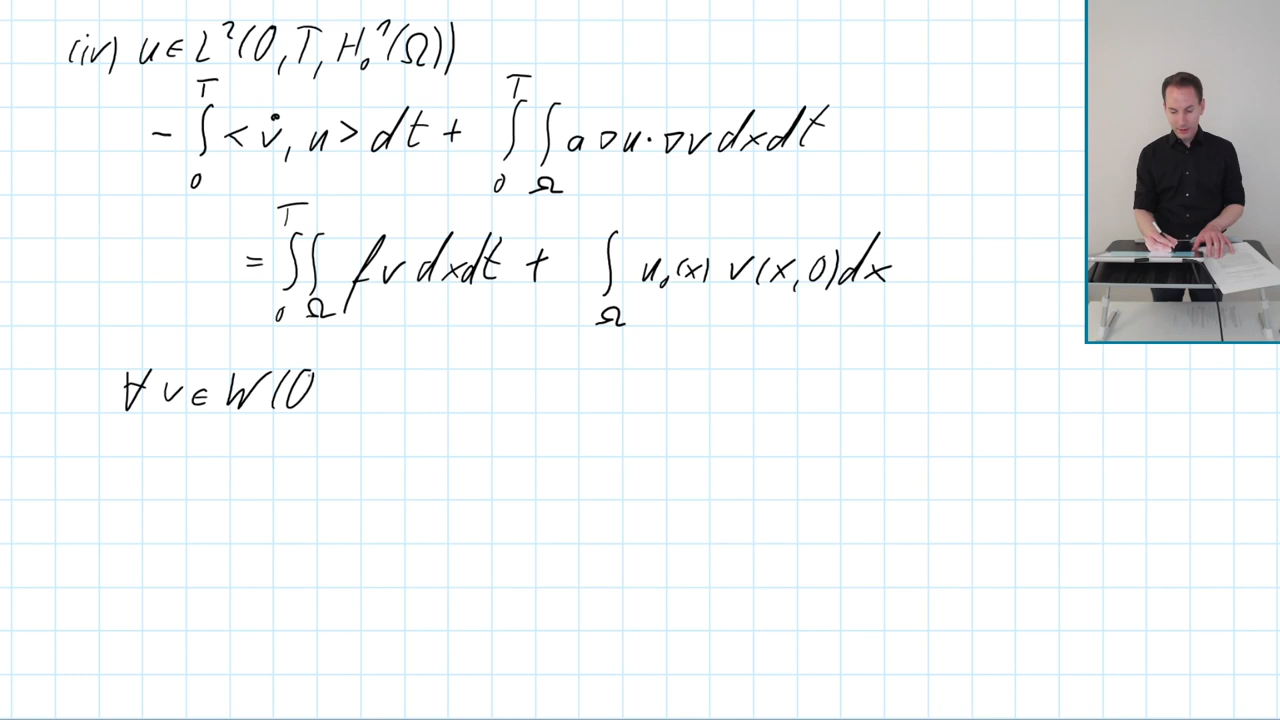 (iv) u ∈ L²(0,T, H₀¹(Ω))
- ∫₀ᵀ <v̇, u> dt + ∫₀ᵀ ∫_Ω a ∇u · ∇v dx dt
= ∫₀ᵀ ∫_Ω f v dx dt + ∫_Ω u₀(x) v(x,0) dx
∀ v ∈ W(0